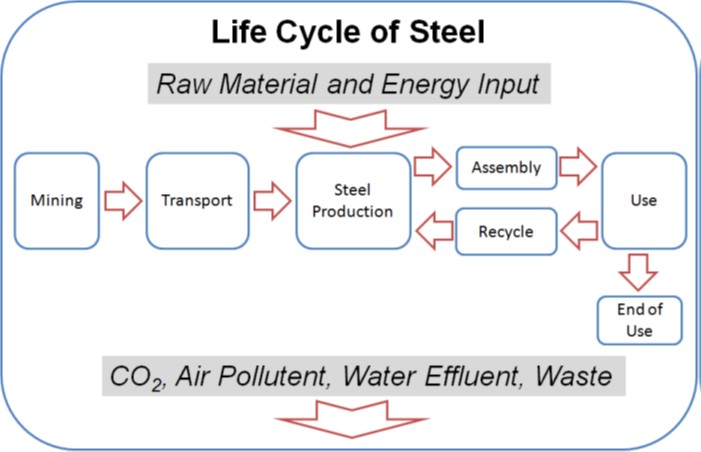 Life Cycle of Steel
Raw Material and Energy Input
Mining
Transport
Steel
Production
Assembly
Use
Recycle
End of
Use
CO₂, Air Pollutent, Water Effluent, Waste